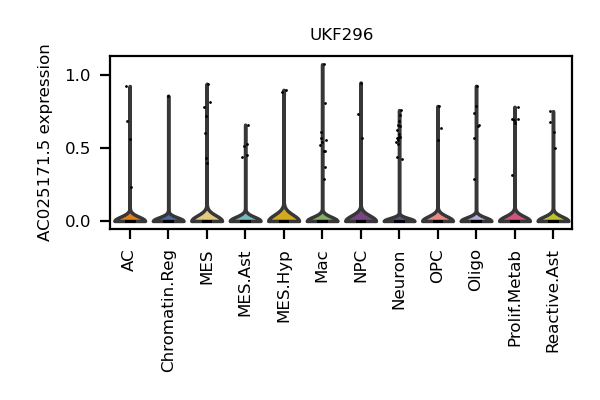 UKF296
AC025171.5 expression
1.0
0.5
0.0
AC
Chromatin.Reg
MES
MES.Ast
MES.Hyp
Mac
NPC
Neuron
OPC
Oligo
Prolif.Metab
Reactive.Ast